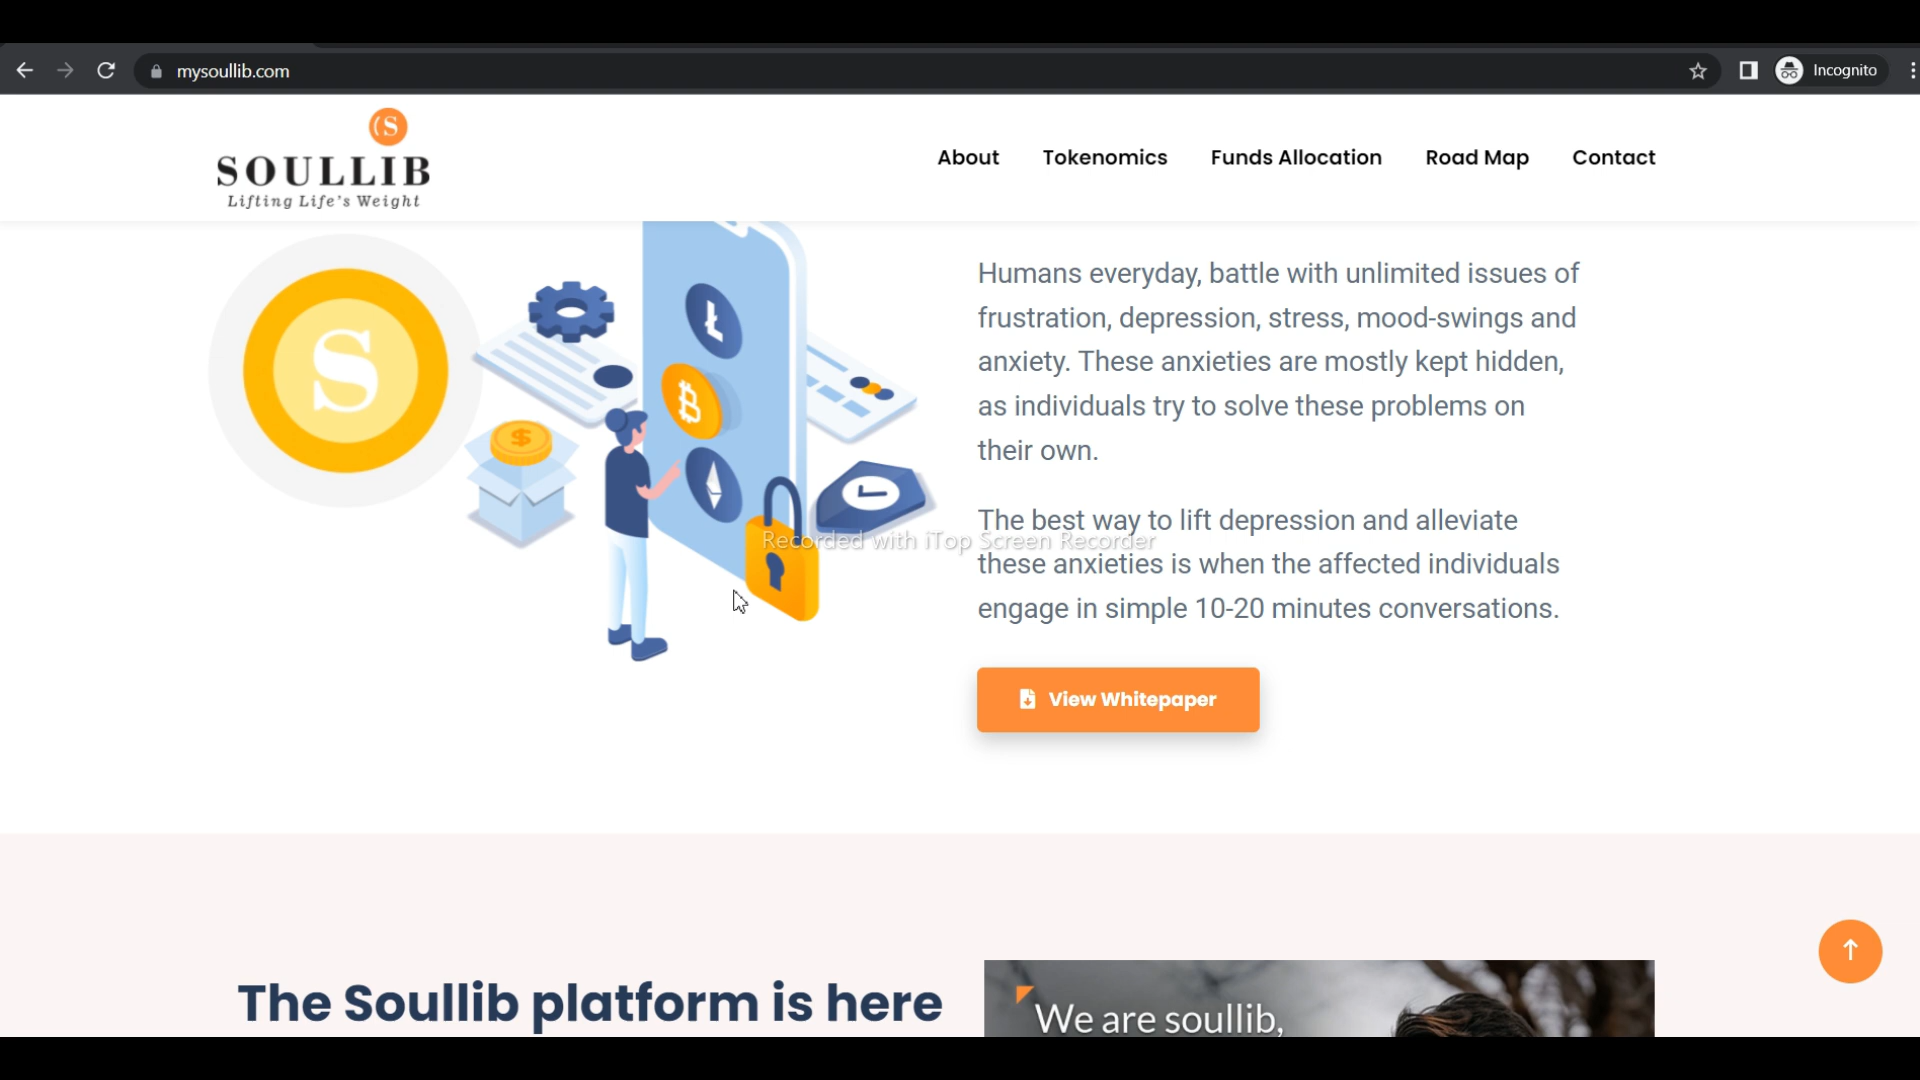 mysoullib.com
Incognito
(S
SOULLIB
Lifting Life's Weight
About
Tokenomics
Funds Allocation
Road Map
Contact
S
$
Humans everyday, battle with unlimited issues of
frustration, depression, stress, mood-swings and
anxiety. These anxieties are mostly kept hidden,
as individuals try to solve these problems on
their own.
The best way to lift depression and alleviate
Recorded with iTop Screen Recorder
these anxieties is when the affected individuals
engage in simple 10-20 minutes conversations.
View Whitepaper
The Soullib platform is here
We are soullib,